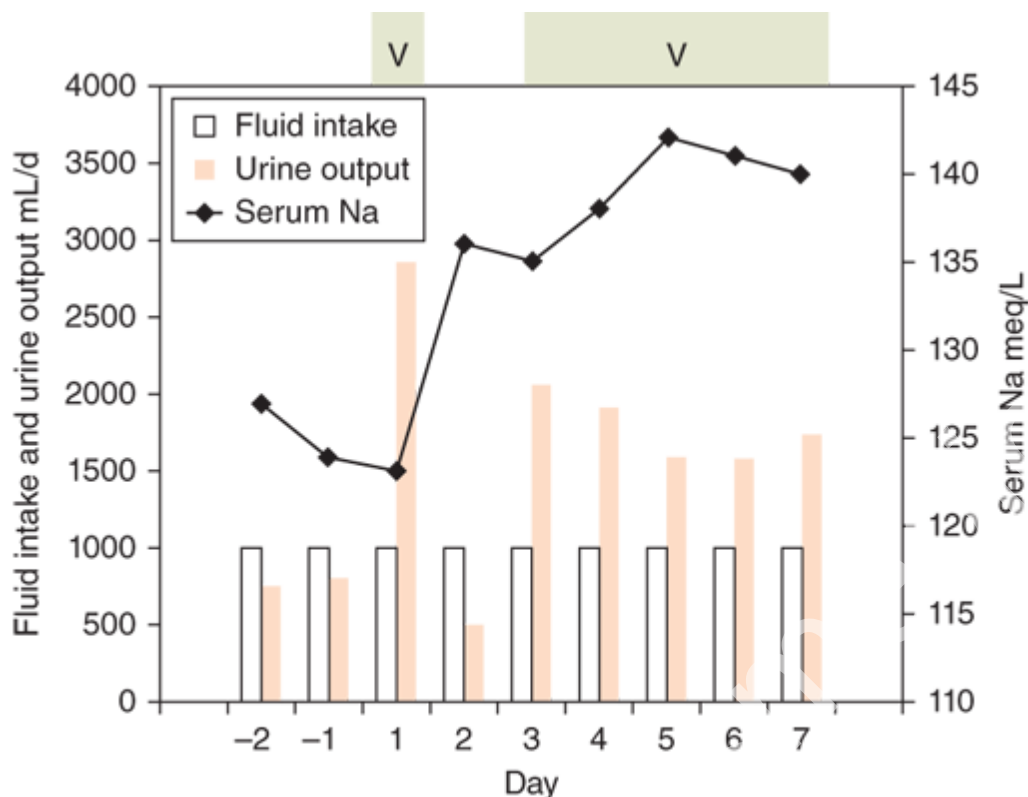 V V
4000
3500
3000
2500
2000
1500
1000
500
0
Fluid intake and urine output mL/d
Fluid intake
Urine output
Serum Na
145
140
135
130
125
120
115
110
Serum Na meq/L
–2 –1 1 2 3 4 5 6 7
Day